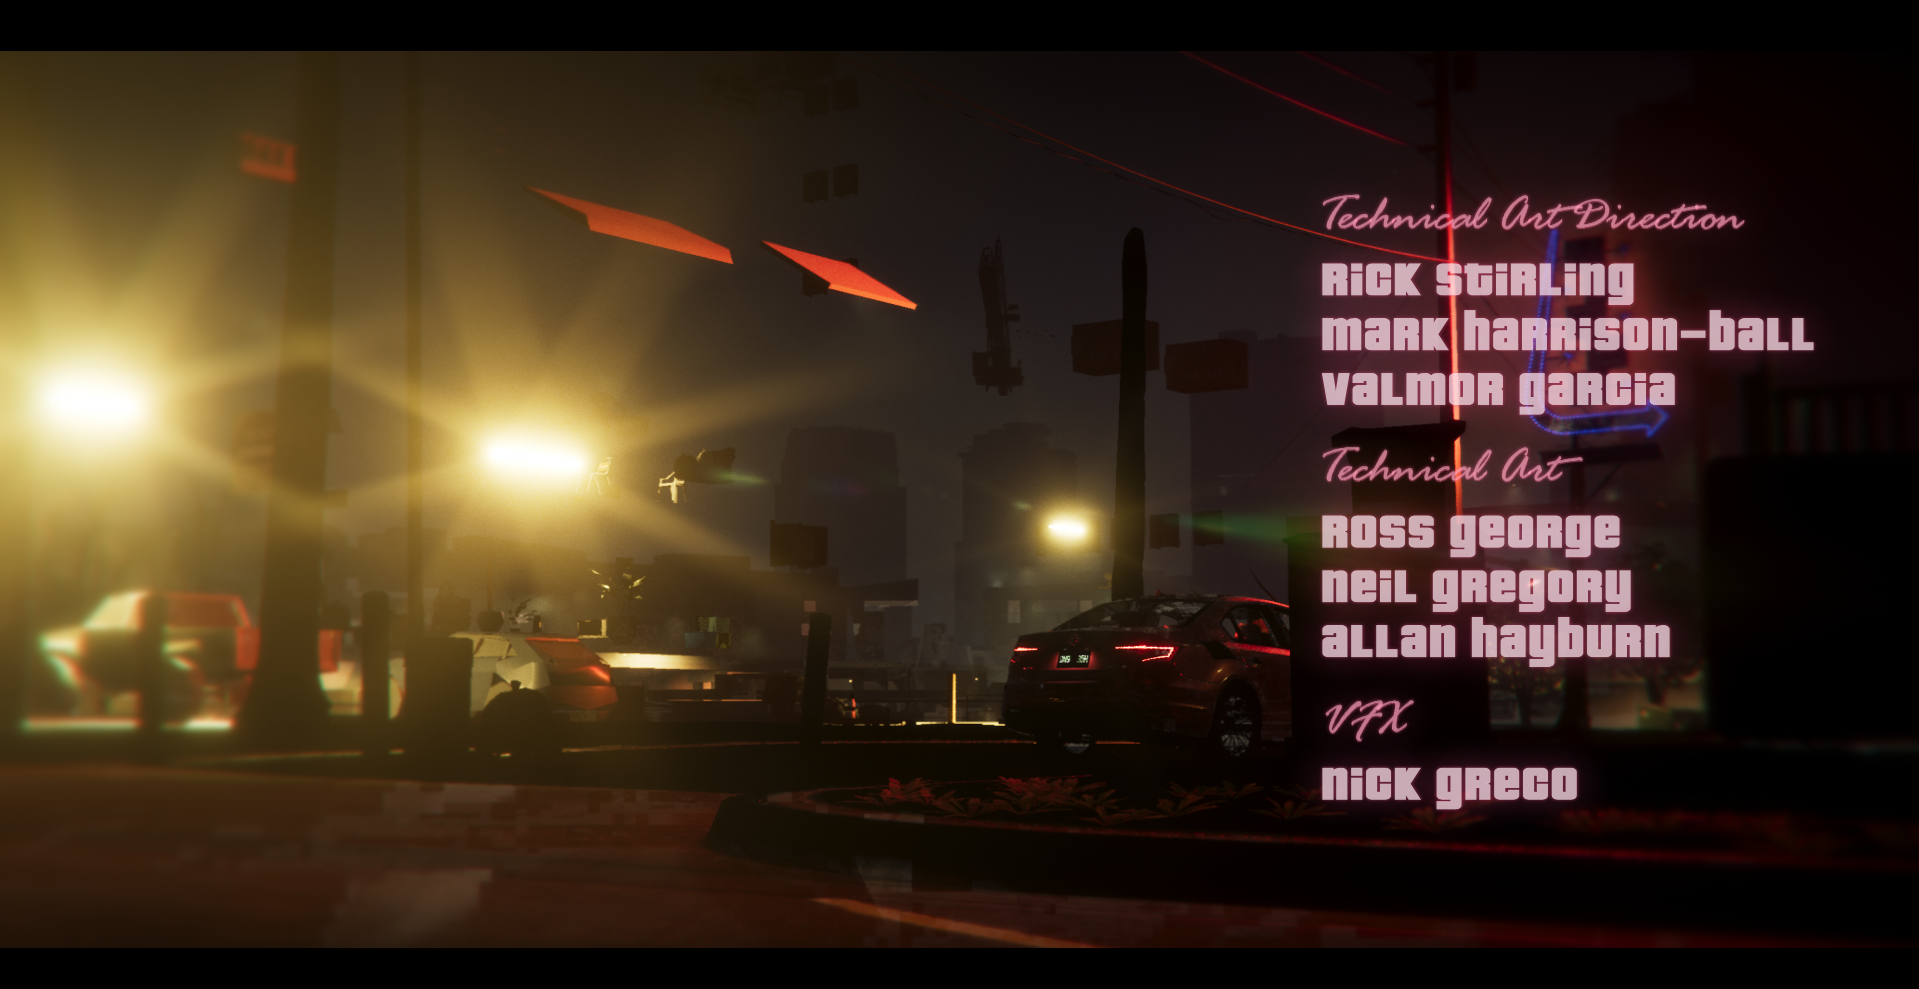 Technical Art Direction
Rick Stirling
Mark Harrison-Ball
Valmor Garcia
Technical Art
Ross George
Neil Gregory
Allan Hayburn
VFX
Nick Greco